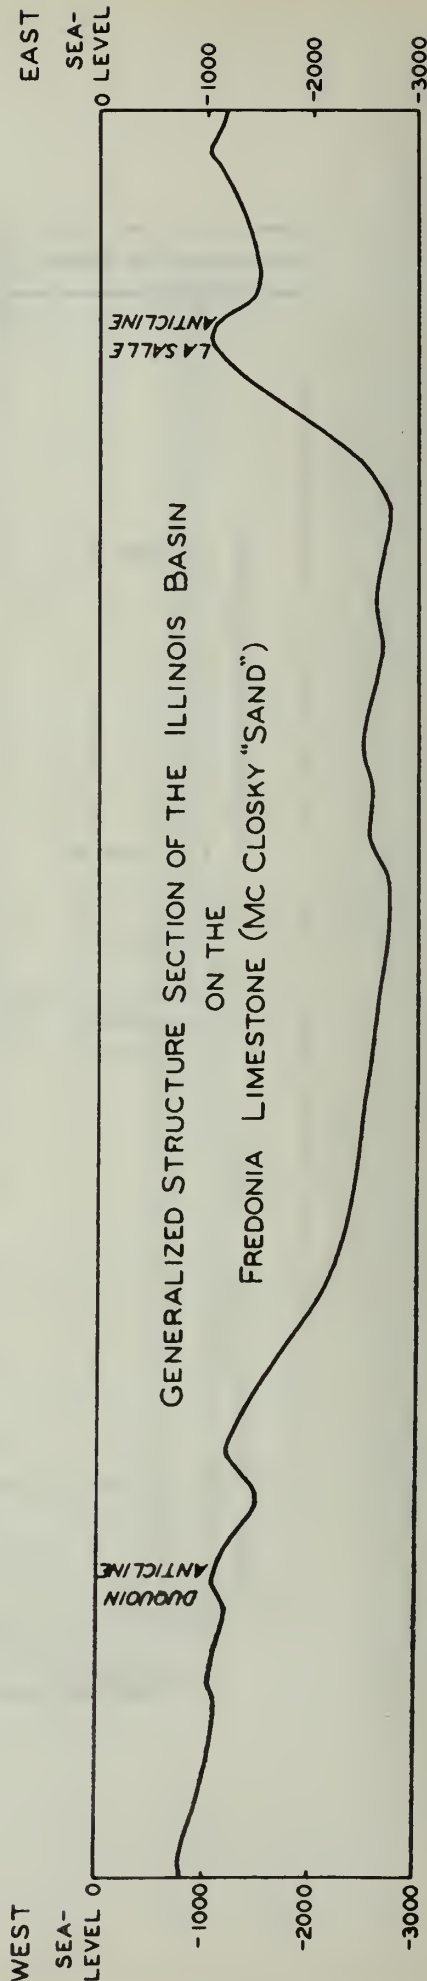 WEST
SEA-
LEVEL 0
-1000
-2000
-3000
DUQUOIN
ANTICLINE
GENERALIZED STRUCTURE SECTION OF THE ILLINOIS BASIN
ON THE
FREDONIA LIMESTONE (MC CLOSKY "SAND")
LA SALLE
ANTICLINE
EAST
SEA-
0 LEVEL
-1000
-2000
-3000